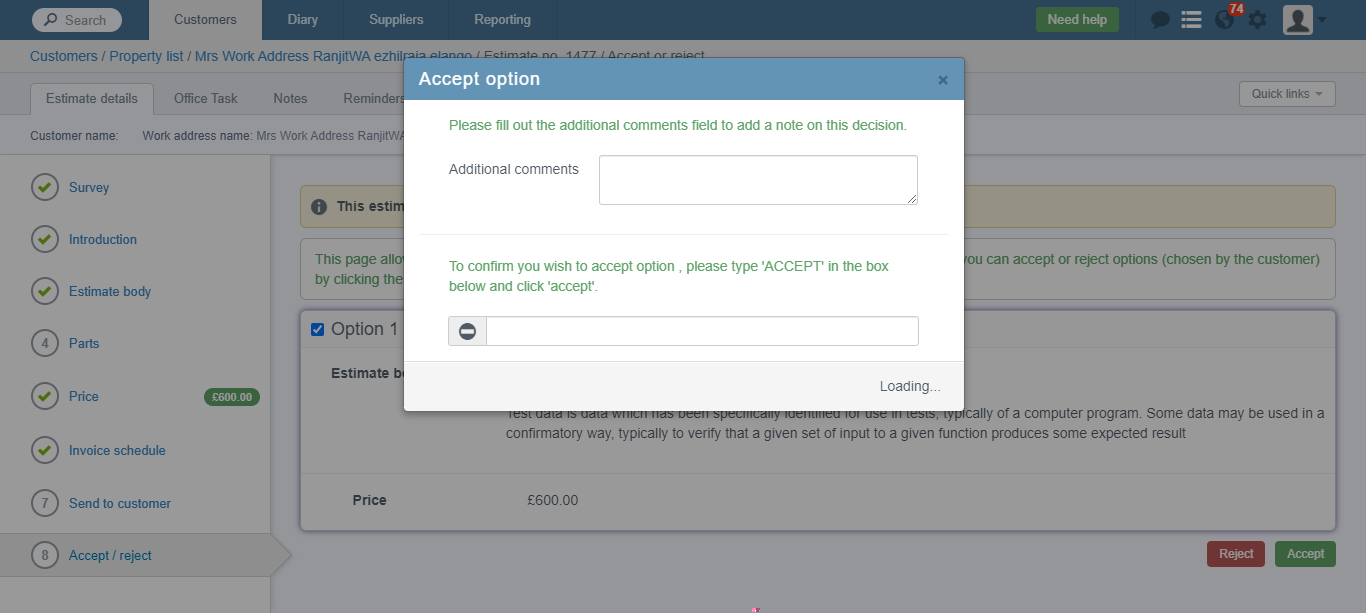 Search
Customers
Diary
Suppliers
Reporting
Need help
74
Customers / Property list / Mrs Work Address RanjitWA ezhilraja elango / Estimate no. 1477 / Accept or reject
Estimate details
Office Task
Notes
Reminders
Quick links
Customer name:
Work address name: Mrs Work Address RanjitWA
Survey
Introduction
Estimate body
4
Parts
Price
£600.00
Invoice schedule
7
Send to customer
8
Accept / reject
Accept option
×
Please fill out the additional comments field to add a note on this decision.
Additional comments
To confirm you wish to accept option , please type 'ACCEPT' in the box
below and click 'accept'.
Loading...
This estim
This page allo
you can accept or reject options (chosen by the customer)
by clicking the
Option 1
Estimate bo
Test data is data which has been specifically identified for use in tests, typically of a computer program. Some data may be used in a
confirmatory way, typically to verify that a given set of input to a given function produces some expected result
Price
£600.00
Reject
Accept